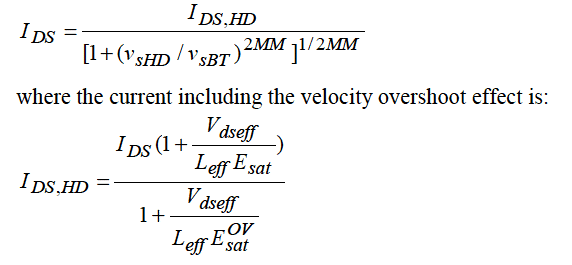 I_DS = I_DS,HD / [1+(v_sHD / v_sBT)^2MM ]^1/2MM
where the current including the velocity overshoot effect is:
I_DS,HD = I_DS (1+ V_dseff / L_eff E_sat ) / 1+ V_dseff / L_eff E_sat^OV